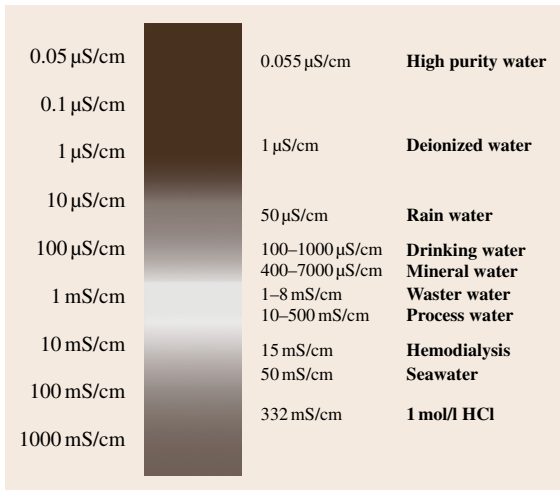 0.05 µS/cm
0.055 µS/cm High purity water
0.1 µS/cm
1 µS/cm
1 µS/cm Deionized water
10 µS/cm
50 µS/cm Rain water
100 µS/cm
100–1000 µS/cm Drinking water
400–7000 µS/cm Mineral water
1 mS/cm
1–8 mS/cm Waster water
10–500 mS/cm Process water
10 mS/cm
15 mS/cm Hemodialysis
50 mS/cm Seawater
100 mS/cm
332 mS/cm 1 mol/l HCl
1000 mS/cm